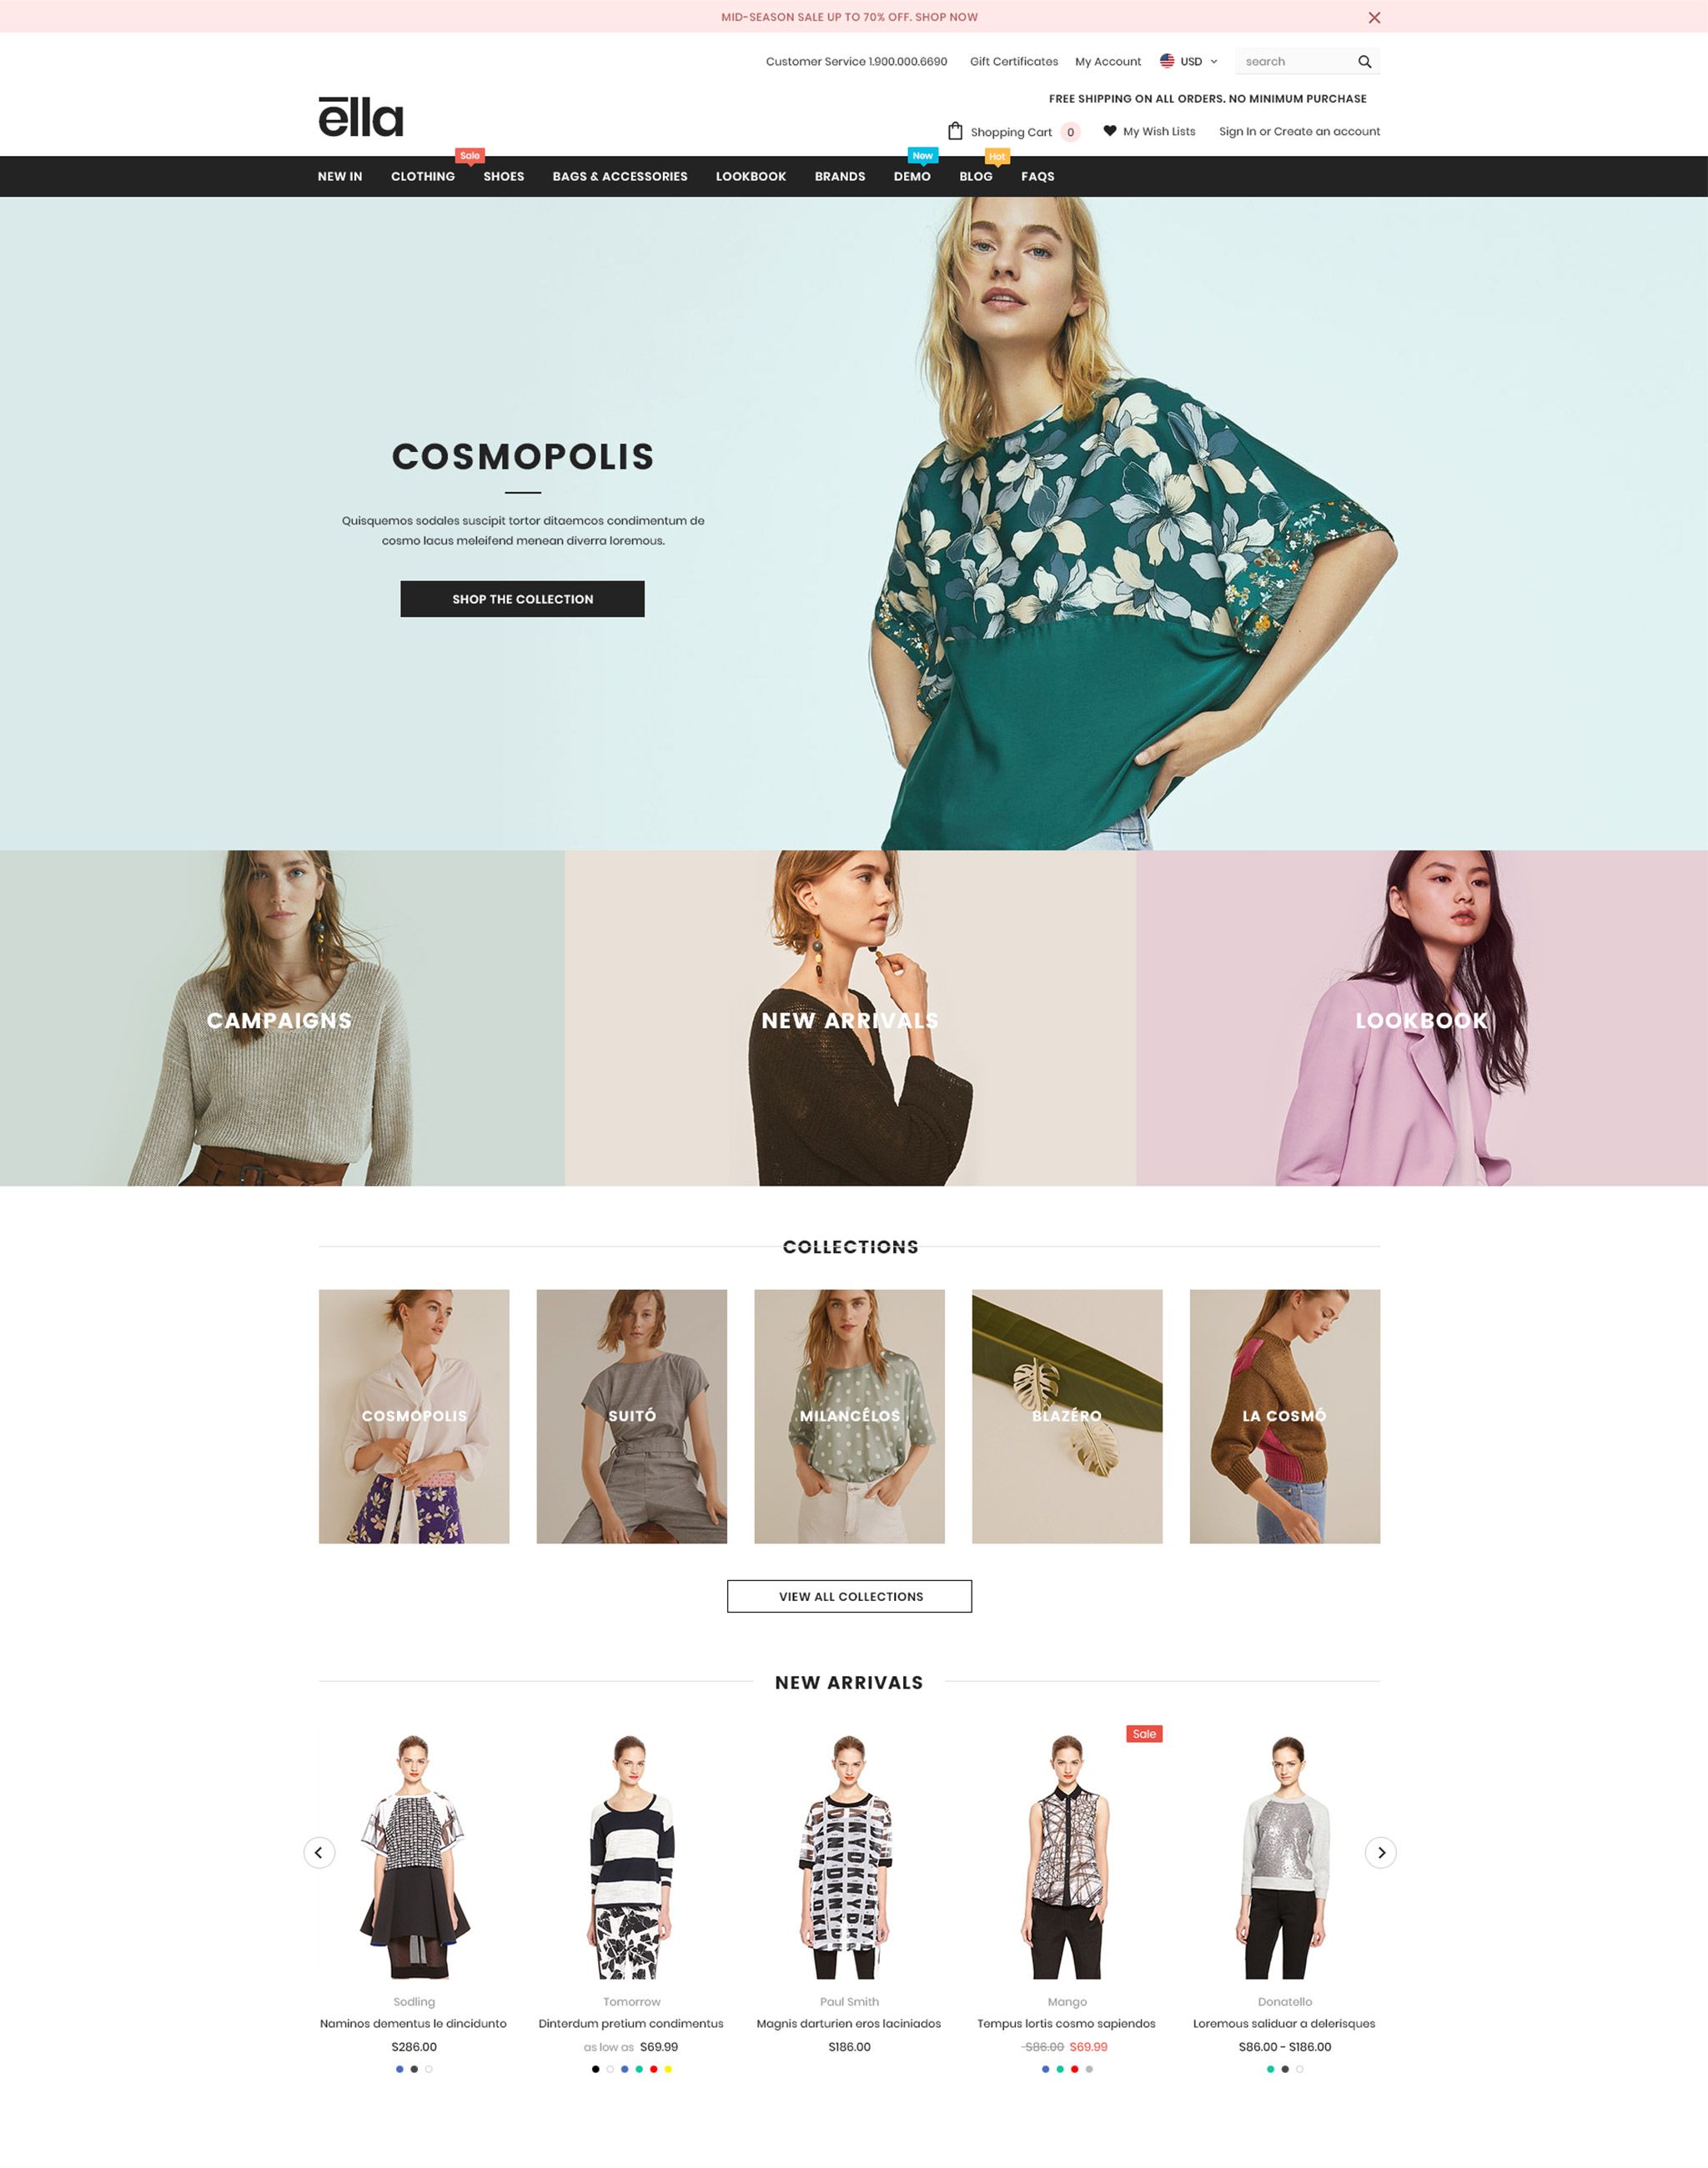 MID-SEASON SALE UP TO 70% OFF. SHOP NOW
Customer Service 1.900.000.6690 Gift Certificates My Account USD search
FREE SHIPPING ON ALL ORDERS. NO MINIMUM PURCHASE
ēlla
Shopping Cart 0 My Wish Lists Sign In or Create an account
Sale New Hot
NEW IN CLOTHING SHOES BAGS & ACCESSORIES LOOKBOOK BRANDS DEMO BLOG FAQS
COSMOPOLIS
Quisquemos sodales suscipit tortor ditaemcos condimentum de
cosmo lacus meleifend menean diverra loremous.
SHOP THE COLLECTION
CAMPAIGNS NEW ARRIVALS LOOKBOOK
COLLECTIONS
COSMOPOLIS SUITÓ MILANCÉLOS BLAZÉRO LA COSMÓ
VIEW ALL COLLECTIONS
NEW ARRIVALS
Sale
Sodling Tomorrow Paul Smith Mango Donatello
Naminos dementus le dincidunto Dinterdum pretium condimentus Magnis darturien eros laciniados Tempus lortis cosmo sapiendos Loremous saliduar a delerisques
$286.00 as low as $69.99 $186.00 $86.00 $69.99 $86.00 - $186.00